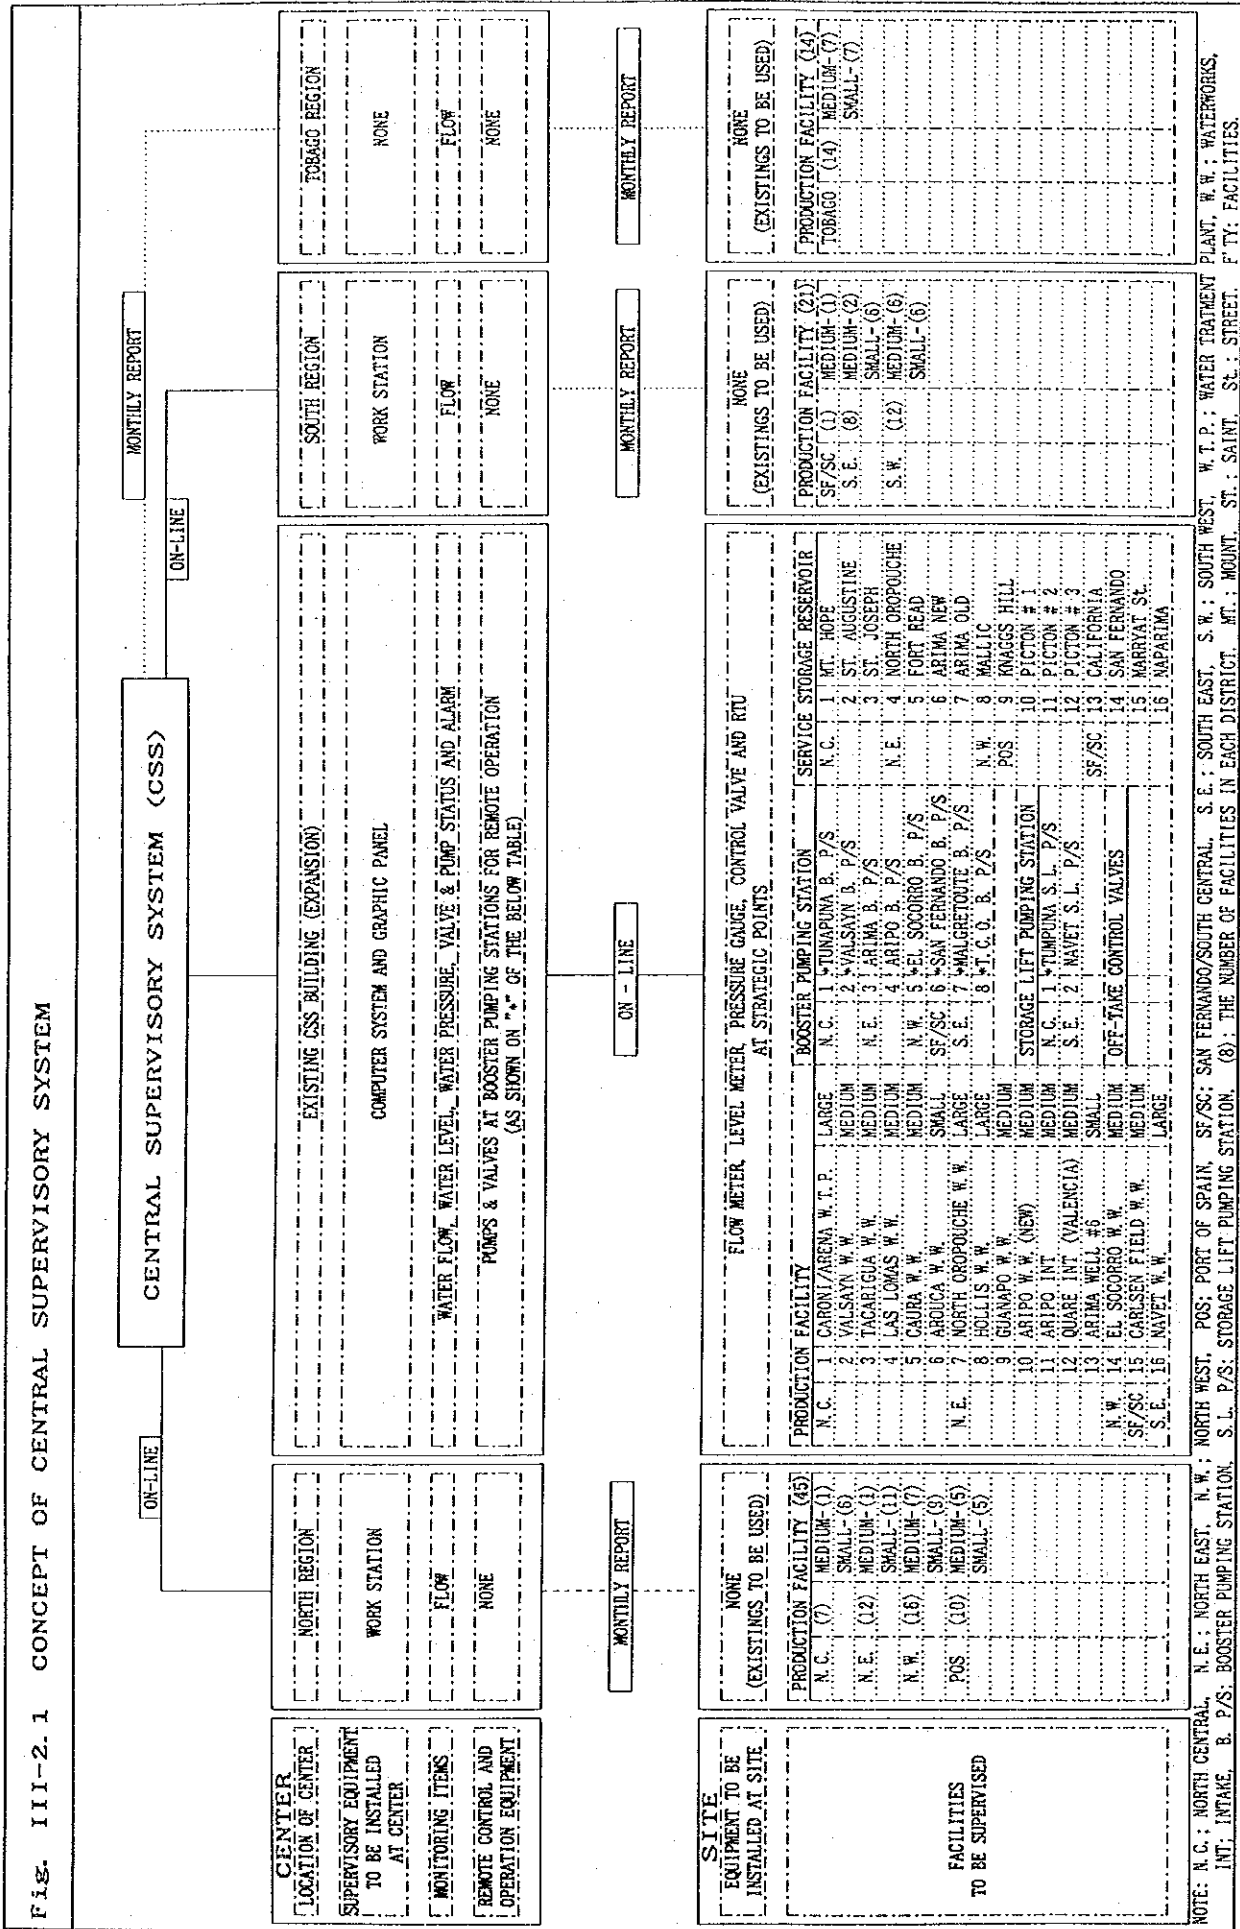 Fig. III-2.1 CONCEPT OF CENTRAL SUPERVISORY SYSTEM
CENTRAL SUPERVISORY SYSTEM (CSS)
ON-LINE
ON-LINE
MONTHLY REPORT
CENTER
LOCATION OF CENTER
NORTH REGION
EXISTING CSS BUILDING (EXPANSION)
SOUTH REGION
TOBAGO REGION
SUPERVISORY EQUIPMENT
TO BE INSTALLED
AT CENTER
WORK STATION
COMPUTER SYSTEM AND GRAPHIC PANEL
WORK STATION
NONE
MONITORING ITEMS
FLOW
WATER FLOW, WATER LEVEL, WATER PRESSURE, VALVE & PUMP STATUS AND ALARM
FLOW
FLOW
REMOTE CONTROL AND
OPERATION EQUIPMENT
NONE
PUMPS & VALVES AT BOOSTER PUMPING STATIONS FOR REMOTE OPERATION
(AS SHOWN ON "*" OF THE BELOW TABLE)
NONE
NONE
MONTHLY REPORT
ON - LINE
MONTHLY REPORT
MONTHLY REPORT
SITE
EQUIPMENT TO BE
INSTALLED AT SITE
NONE
(EXISTINGS TO BE USED)
FLOW METER, LEVEL METER, PRESSURE GAUGE, CONTROL VALVE AND RTU
AT STRATEGIC POINTS
NONE
(EXISTINGS TO BE USED)
NONE
(EXISTINGS TO BE USED)
FACILITIES
TO BE SUPERVISED
PRODUCTION FACILITY (45)
N.C. (7) MEDIUM-(1)
SMALL-(6)
N.E. (12) MEDIUM-(1)
SMALL-(11)
N.W. (16) MEDIUM-(7)
SMALL-(9)
POS (10) MEDIUM-(5)
SMALL-(5)
PRODUCTION FACILITY
N.C. 1 CARONI/ARENA W.T.P. LARGE
2 VALSAYN W.W. MEDIUM
3 TACARIGUA W.W. MEDIUM
4 LAS LOMAS W.W. MEDIUM
5 CAURA W.W. MEDIUM
6 AROUCA W.W. SMALL
N.E. 7 NORTH OROPOUCHE W.W. LARGE
8 HOLLIS W.W. LARGE
9 GUANAPO W.W. MEDIUM
10 ARIPO W.W. (NEW) MEDIUM
11 ARIPO INT MEDIUM
12 QUARE INT (VALENCIA) MEDIUM
13 ARIMA WELL #6 SMALL
N.W. 14 EL SOCORRO W.W. MEDIUM
SF/SC 15 CARLSEN FIELD W.W. MEDIUM
S.E. 16 NAVET W.W. LARGE
BOOSTER PUMPING STATION
N.C. 1 *TUNAPUNA B. P/S
2 *VALSAYN B. P/S
N.E. 3 ARIMA B. P/S
4 ARIPO B. P/S
N.W. 5 *EL SOCORRO B. P/S
SF/SC 6 *SAN FERNANDO B. P/S
S.E. 7 *MALGRETOUTE B. P/S
8 *T.C.O. B. P/S
STORAGE LIFT PUMPING STATION
N.C. 1 *TUMPUNA S.L. P/S
S.E. 2 NAVET S.L. P/S
OFF-TAKE CONTROL VALVES
SERVICE STORAGE RESERVOIR
N.C. 1 MT. HOPE
2 ST. AUGUSTINE
3 ST. JOSEPH
N.E. 4 NORTH OROPOUCHE
5 FORT READ
6 ARIMA NEW
7 ARIMA OLD
N.W. 8 MALLIC
POS 9 KNAGGS HILL
10 PICTON # 1
11 PICTON # 2
12 PICTON # 3
SF/SC 13 CALIFORNIA
14 SAN FERNANDO
15 MARRYAT St.
16 NAPARIMA
PRODUCTION FACILITY (21)
SF/SC (1) MEDIUM-(1)
S.E. (8) MEDIUM-(2)
SMALL-(6)
S.W. (12) MEDIUM-(6)
SMALL-(6)
PRODUCTION FACILITY (14)
TOBAGO (14) MEDIUM-(7)
SMALL-(7)
NOTE: N.C.; NORTH CENTRAL, N.E.; NORTH EAST, N.W.; NORTH WEST, POS; PORT OF SPAIN, SF/SC; SAN FERNANDO/SOUTH CENTRAL, S.E.; SOUTH EAST, S.W.; SOUTH WEST, W.T.P.; WATER TRATMENT PLANT, W.W.; WATERWORKS,
INT; INTAKE, B. P/S; BOOSTER PUMPING STATION, S.L. P/S; STORAGE LIFT PUMPING STATION, (8); THE NUMBER OF FACILITIES IN EACH DISTRICT. MT.; MOUNT, ST.; SAINT, St.; STREET. F'TY; FACILITIES.